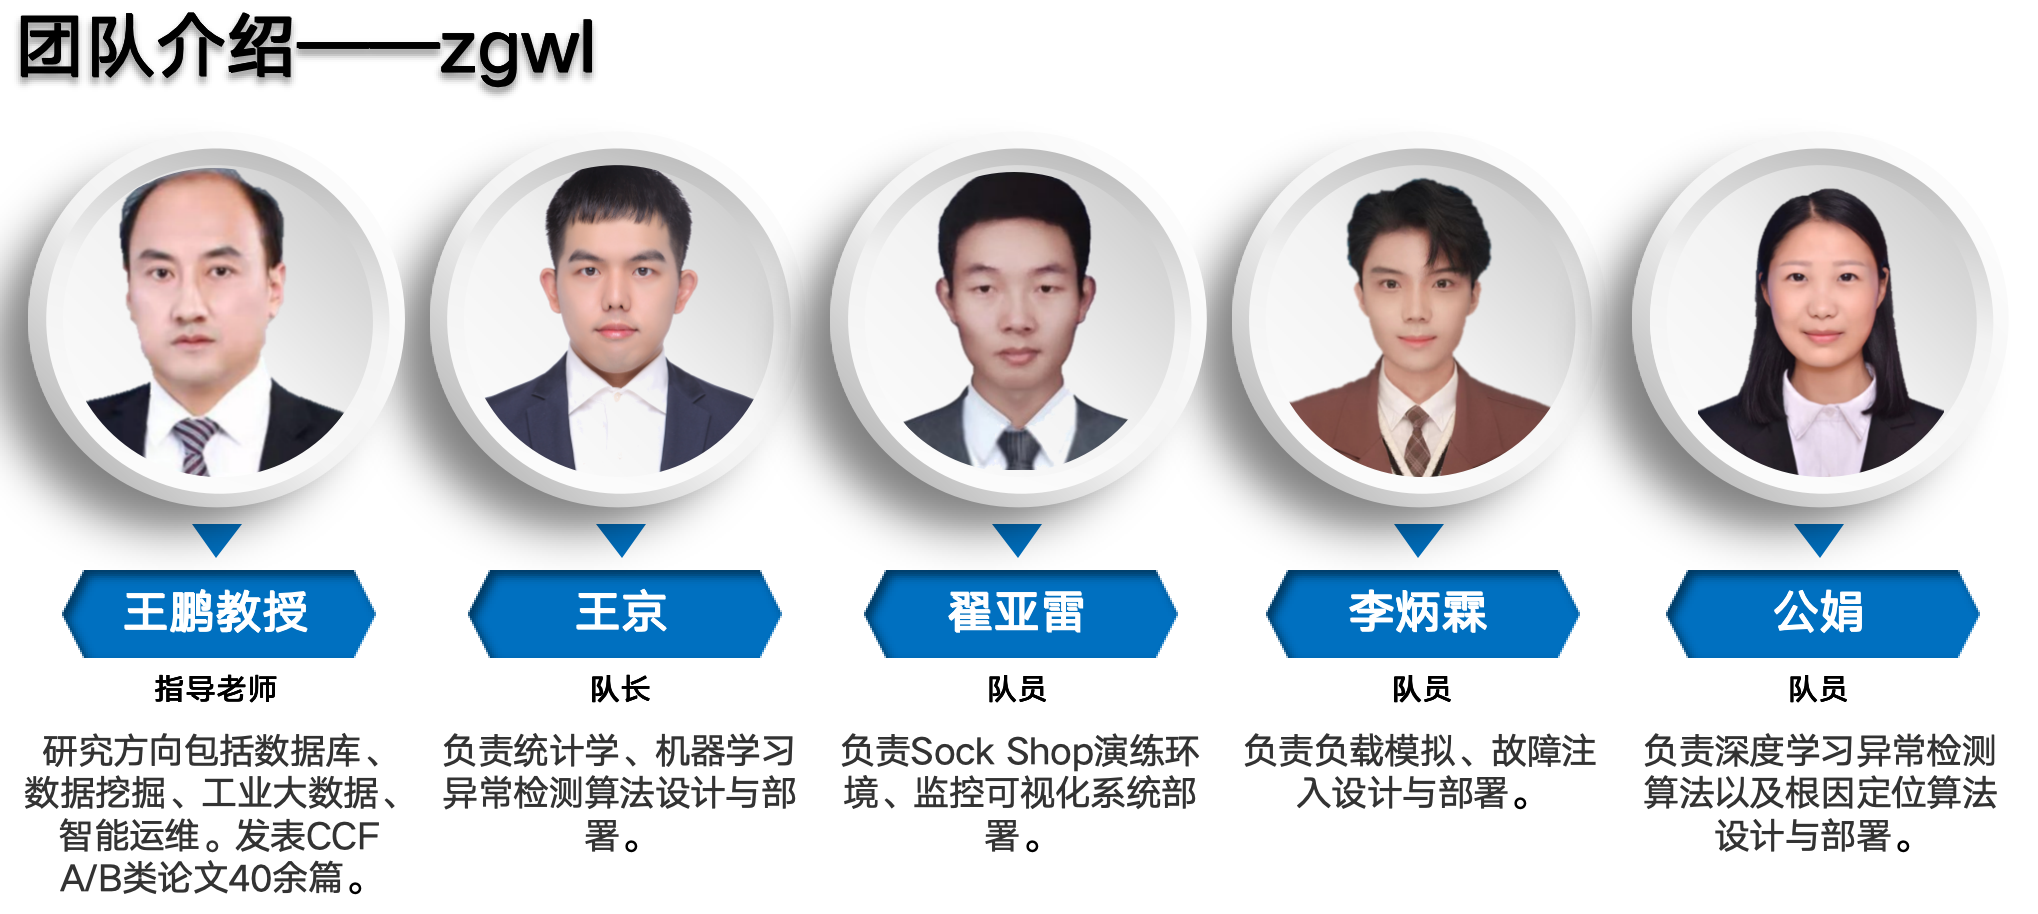 团队介绍——zgwl
王鹏教授
指导老师
研究方向包括数据库、
数据挖掘、工业大数据、
智能运维。发表CCF
A/B类论文40余篇。
王京
队长
负责统计学、机器学习
异常检测算法设计与部
署。
翟亚雷
队员
负责Sock Shop演练环
境、监控可视化系统部
署。
李炳霖
队员
负责负载模拟、故障注
入设计与部署。
公娟
队员
负责深度学习异常检测
算法以及根因定位算法
设计与部署。